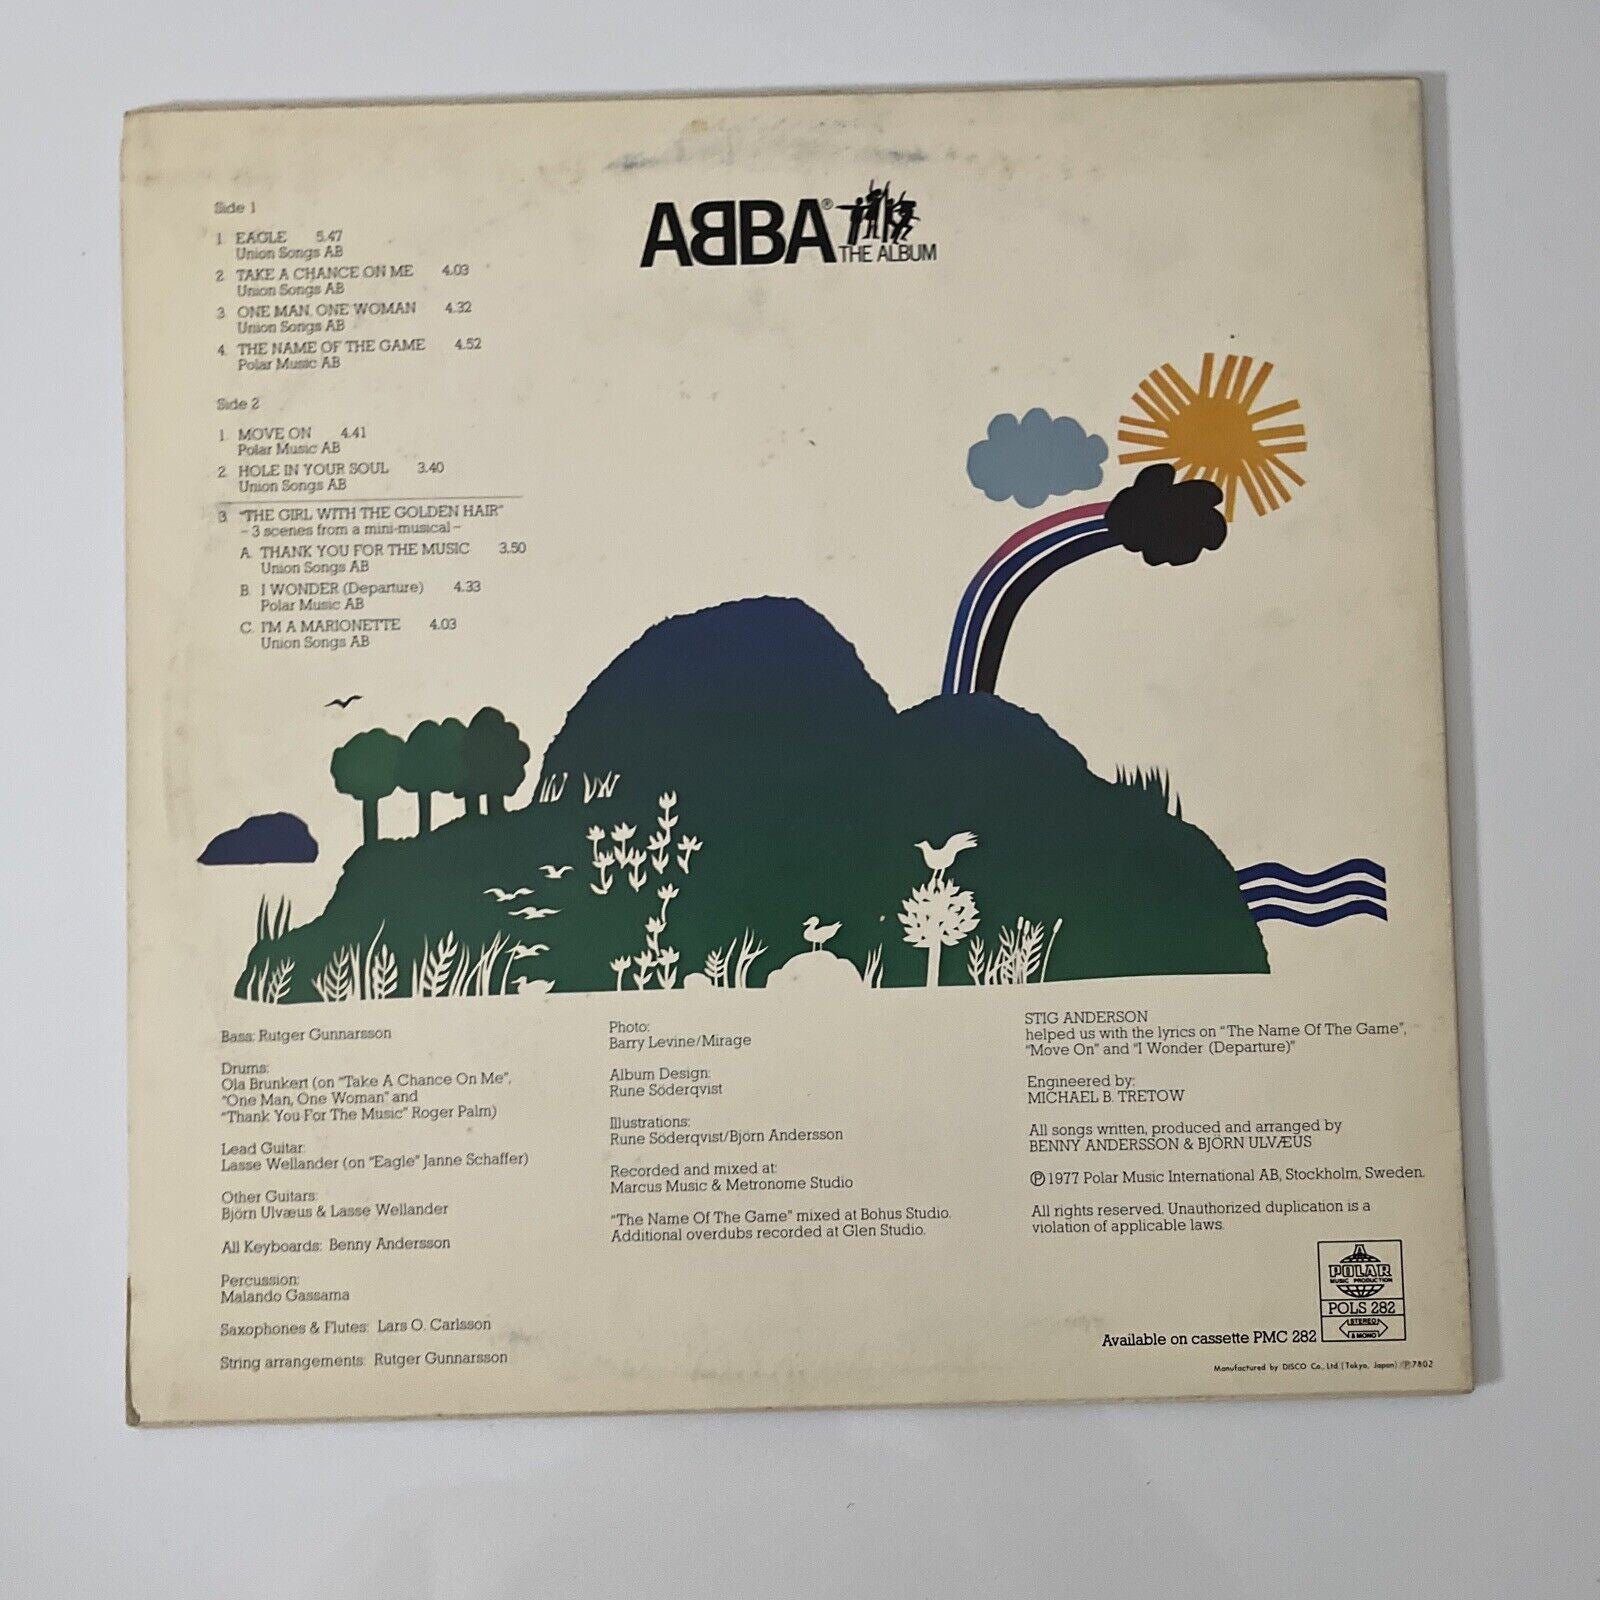 ABBA®
THE ALBUM
Side 1
1. EAGLE 5.47
Union Songs AB
2. TAKE A CHANCE ON ME 4.03
Union Songs AB
3. ONE MAN, ONE WOMAN 4.32
Union Songs AB
4. THE NAME OF THE GAME 4.52
Polar Music AB
Side 2
1. MOVE ON 4.41
Polar Music AB
2. HOLE IN YOUR SOUL 3.40
Union Songs AB
3. "THE GIRL WITH THE GOLDEN HAIR"
– 3 scenes from a mini-musical –
A. THANK YOU FOR THE MUSIC 3.50
Union Songs AB
B. I WONDER (Departure) 4.33
Polar Music AB
C. I'M A MARIONETTE 4.03
Union Songs AB
Bass: Rutger Gunnarsson
Drums:
Ola Brunkert (on "Take A Chance On Me",
"One Man, One Woman" and
"Thank You For The Music" Roger Palm)
Lead Guitar:
Lasse Wellander (on "Eagle" Janne Schaffer)
Other Guitars:
Björn Ulvæus & Lasse Wellander
All Keyboards: Benny Andersson
Percussion:
Malando Gassama
Saxophones & Flutes: Lars O. Carlsson
String arrangements: Rutger Gunnarsson
Photo:
Barry Levine/Mirage
Album Design:
Rune Söderqvist
Illustrations:
Rune Söderqvist/Björn Andersson
Recorded and mixed at:
Marcus Music & Metronome Studio
"The Name Of The Game" mixed at Bohus Studio.
Additional overdubs recorded at Glen Studio.
STIG ANDERSON
helped us with the lyrics on "The Name Of The Game",
"Move On" and "I Wonder (Departure)"
Engineered by:
MICHAEL B. TRETOW
All songs written, produced and arranged by
BENNY ANDERSSON & BJÖRN ULVÆUS
℗ 1977 Polar Music International AB, Stockholm, Sweden.
All rights reserved. Unauthorized duplication is a
violation of applicable laws.
POLAR
MUSIC PRODUCTION
POLS 282
STEREO
& MONO
Available on cassette PMC 282
Manufactured by DISCO Co., Ltd. (Tokyo, Japan) ℗7802